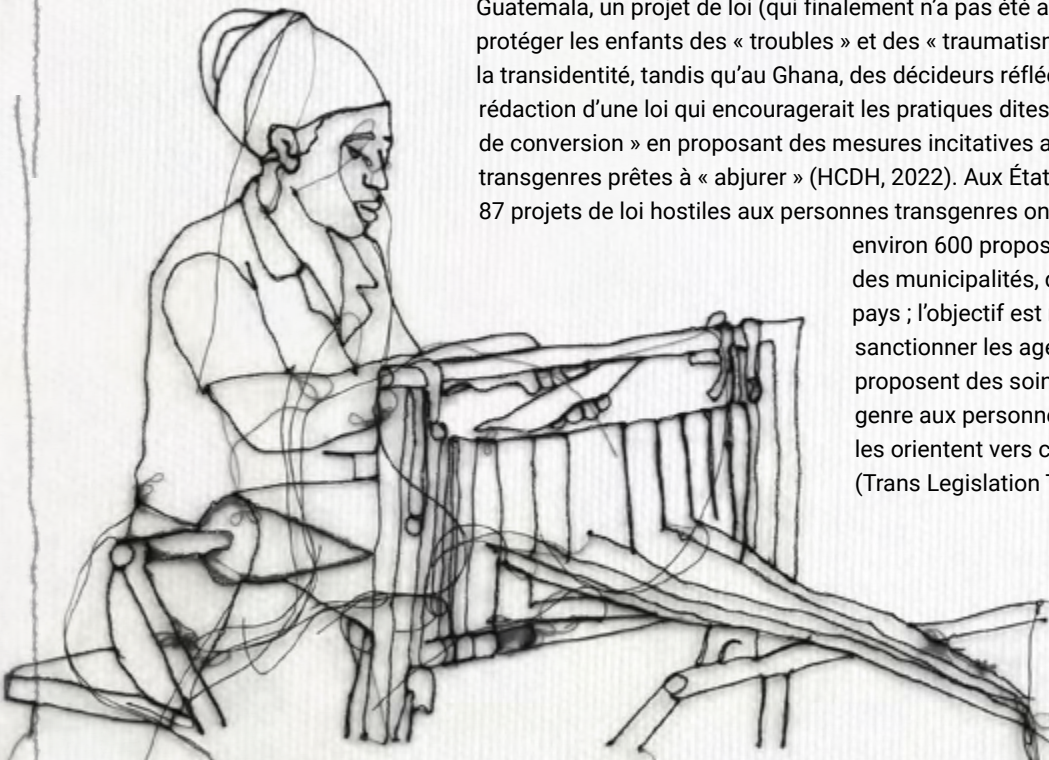 Guatemala, un projet de loi (qui finalement n’a pas été a
protéger les enfants des « troubles » et des « traumatism
la transidentité, tandis qu’au Ghana, des décideurs réflé
rédaction d’une loi qui encouragerait les pratiques dites
de conversion » en proposant des mesures incitatives a
transgenres prêtes à « abjurer » (HCDH, 2022). Aux État
87 projets de loi hostiles aux personnes transgenres on
environ 600 propos
des municipalités,
pays ; l’objectif est
sanctionner les age
proposent des soin
genre aux personne
les orientent vers c
(Trans Legislation